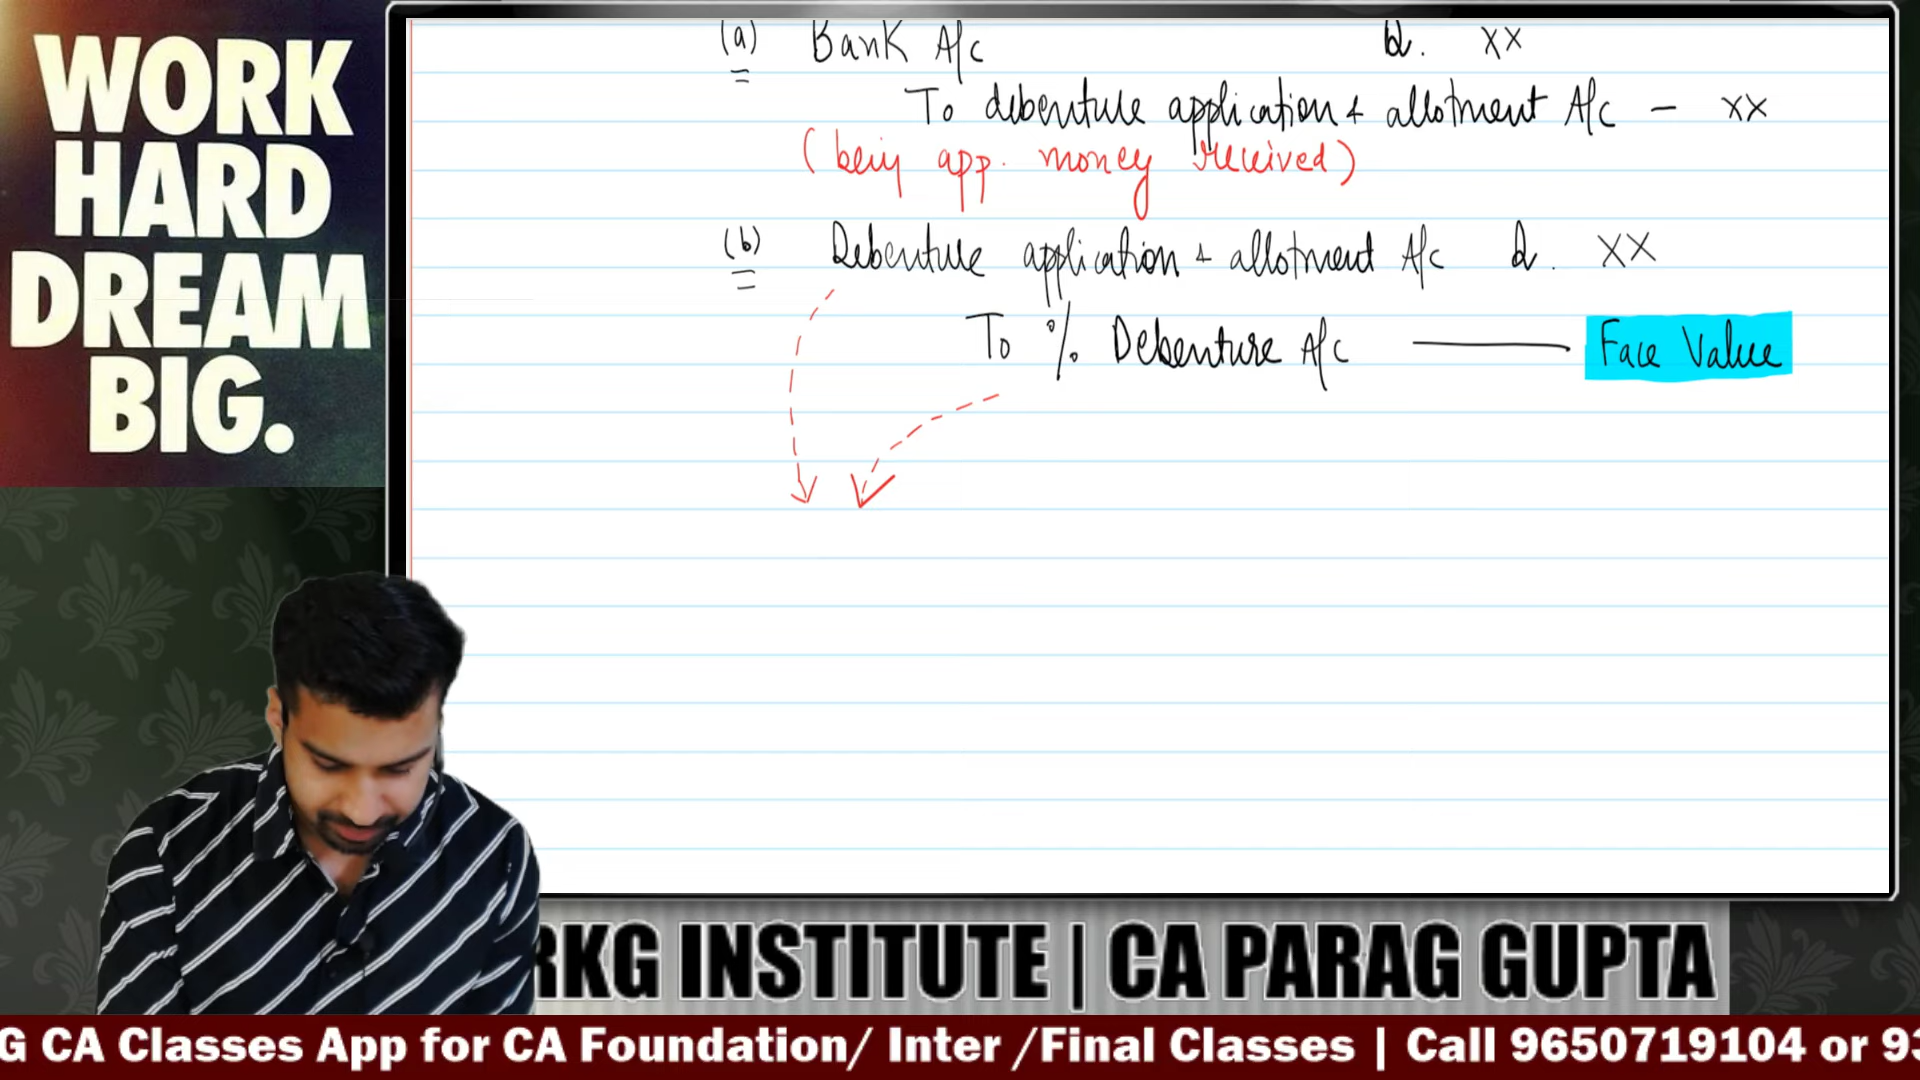 WORK
HARD
DREAM
BIG.
(a) Bank A/c Dr. XX
To debenture application & allotment A/c - XX
(being app. money received)
(b) Debenture application & allotment A/c Dr. XX
To % Debenture A/c Face Value
RKG INSTITUTE | CA PARAG GUPTA
G CA Classes App for CA Foundation/ Inter /Final Classes | Call 9650719104 or 93